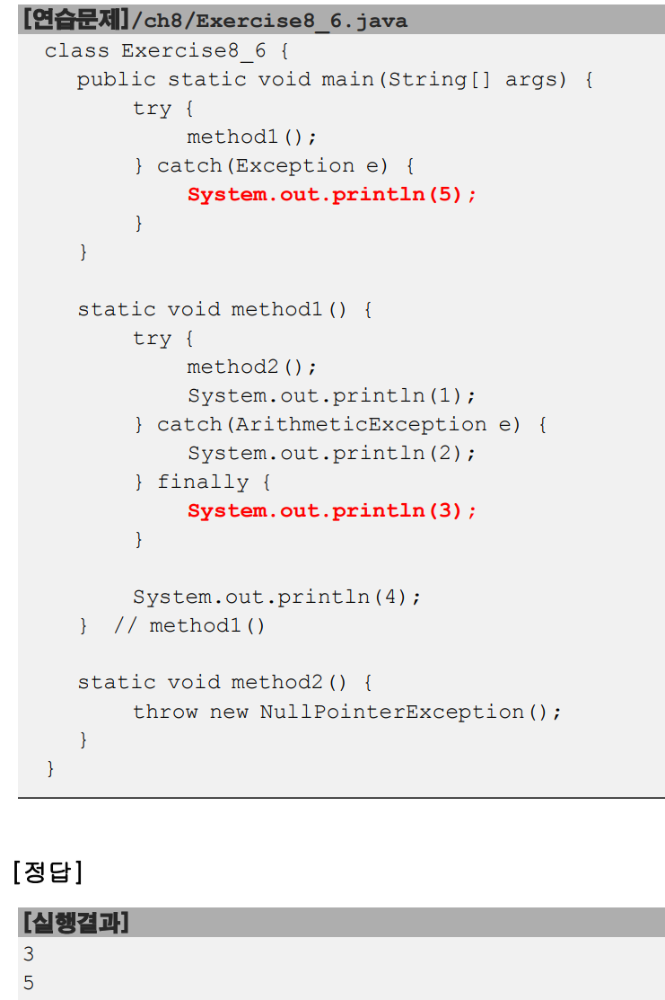 [연습문제]/ch8/Exercise8_6.java
class Exercise8_6 {
public static void main(String[] args) {
try {
method1();
} catch(Exception e) {
System.out.println(5);
}
}
static void method1() {
try {
method2();
System.out.println(1);
} catch(ArithmeticException e) {
System.out.println(2);
} finally {
System.out.println(3);
}
System.out.println(4);
} // method1()
static void method2() {
throw new NullPointerException();
}
}
[정답]
[실행결과]
3
5